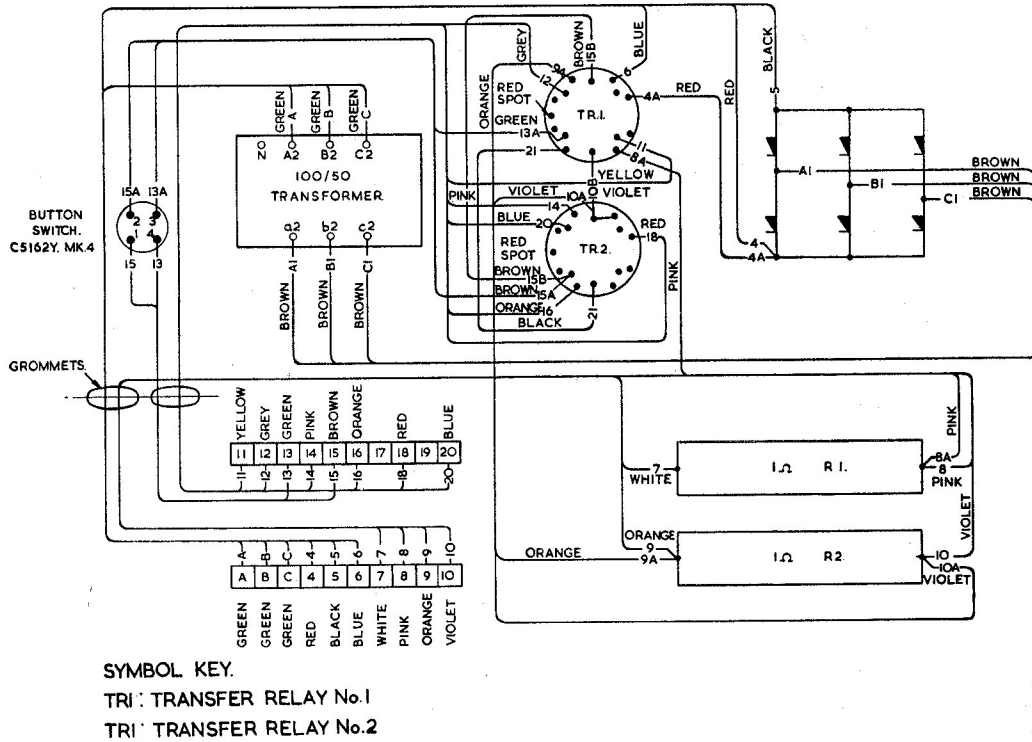 GREY
BROWN
15B
BLUE
6
9A
12
ORANGE
RED
SPOT
GREEN
13A
21
TR.1.
4A
RED
11
8A
YELLOW
RED
BLACK
5
GREEN
A
GREEN
B
GREEN
C
N
A2
B2
C2
100/50
TRANSFORMER
a2
b2
c2
A1
B1
C1
BROWN
BROWN
BROWN
15A
13A
2
3
1
4
15
13
BUTTON
SWITCH.
C5162Y. MK.4
PINK
VIOLET
10A
10B
VIOLET
14
BLUE
20
RED
SPOT
TR.2.
RED
18
BROWN
15B
BROWN
15A
ORANGE
16
BLACK
21
PINK
A1
BROWN
BROWN
B1
BROWN
C1
4
4A
GROMMETS.
YELLOW
GREY
GREEN
PINK
BROWN
ORANGE
RED
BLUE
11 12 13 14 15 16 17 18 19 20
11 12 13 14 15 16 18 20
7
WHITE
1Ω R1.
8A
8
PINK
PINK
ORANGE
ORANGE
9
9A
1Ω R2.
10
10A
VIOLET
VIOLET
A B C 4 5 6 7 8 9 10
A B C 4 5 6 7 8 9 10
GREEN
GREEN
GREEN
RED
BLACK
BLUE
WHITE
PINK
ORANGE
VIOLET
SYMBOL KEY.
TR1: TRANSFER RELAY No.1
TR1: TRANSFER RELAY No.2